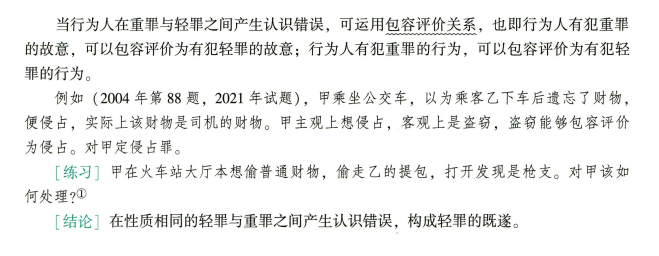 当行为人在重罪与轻罪之间产生认识错误，可运用包容评价关系，也即行为人有犯重罪
的故意，可以包容评价为有犯轻罪的故意；行为人有犯重罪的行为，可以包容评价为有犯轻
罪的行为。
例如（2004年第88题，2021年试题），甲乘坐公交车，以为乘客乙下车后遗忘了财物，
便侵占，实际上该财物是司机的财物。甲主观上想侵占，客观上是盗窃，盗窃能够包容评价
为侵占。对甲定侵占罪。
［练习］甲在火车站大厅本想偷普通财物，偷走乙的提包，打开发现是枪支。对甲该如
何处理?①
［结论］在性质相同的轻罪与重罪之间产生认识错误，构成轻罪的既遂。